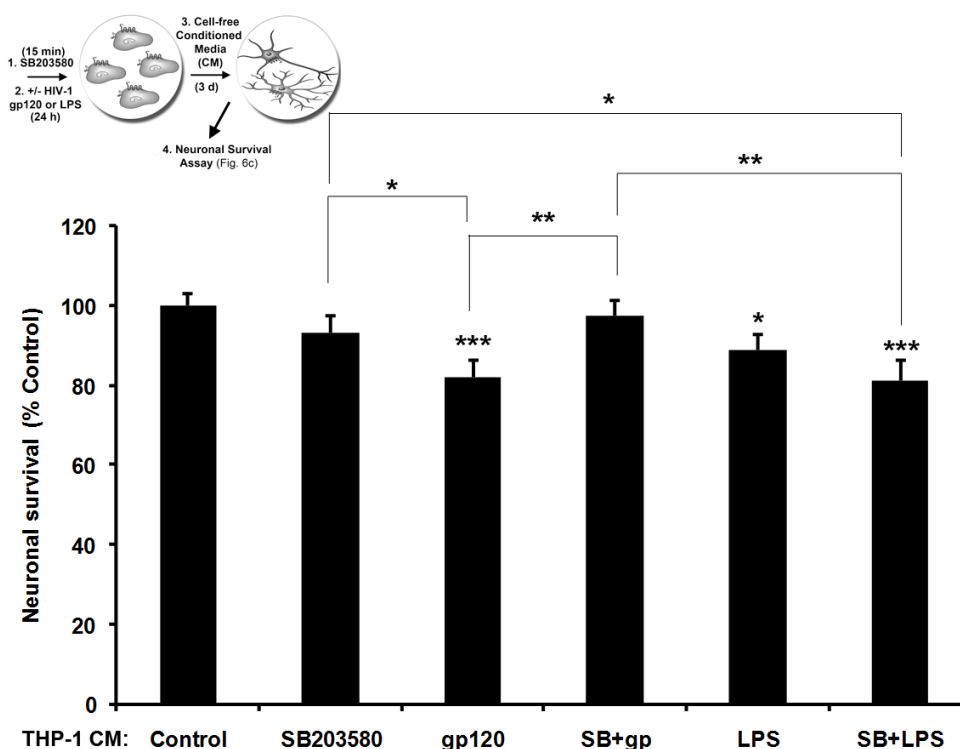 (15 min)
1. SB203580
2. +/- HIV-1
gp120 or LPS
(24 h)
3. Cell-free
Conditioned
Media
(CM)
(3 d)
4. Neuronal Survival
Assay (Fig. 6c)
*
**
*
**
Neuronal survival (% Control)
120
100
80
60
40
20
0
***
*
***
THP-1 CM: Control SB203580 gp120 SB+gp LPS SB+LPS